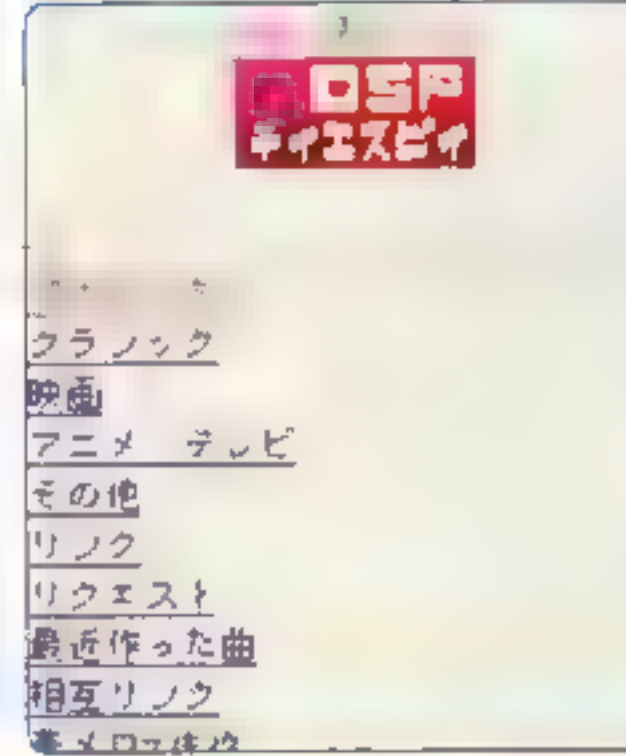 DSP
ディエスピィ
クラシック
映画
アニメ テレビ
その他
リンク
リクエスト
最近作った曲
相互リンク